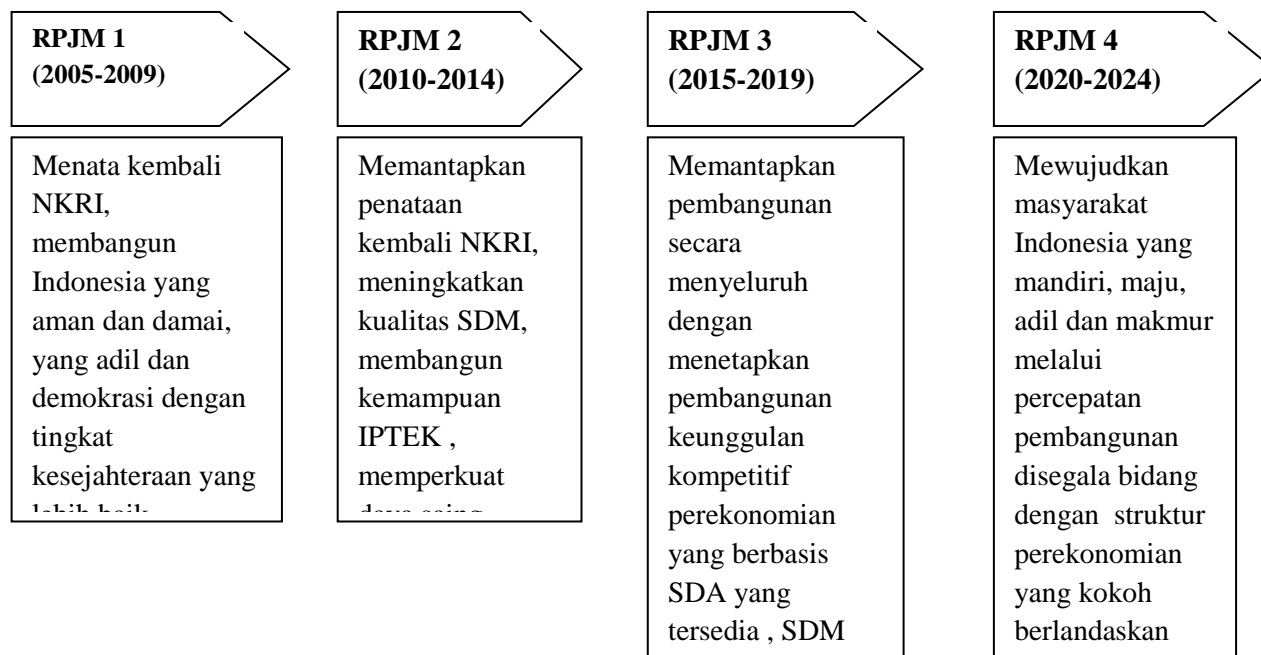 RPJM 1
(2005-2009)
Menata kembali
NKRI,
membangun
Indonesia yang
aman dan damai,
yang adil dan
demokrasi dengan
tingkat
kesejahteraan yang
lebih baik
RPJM 2
(2010-2014)
Memantapkan
penataan
kembali NKRI,
meningkatkan
kualitas SDM,
membangun
kemampuan
IPTEK ,
memperkuat
daya saing
RPJM 3
(2015-2019)
Memantapkan
pembangunan
secara
menyeluruh
dengan
menetapkan
pembangunan
keunggulan
kompetitif
perekonomian
yang berbasis
SDA yang
tersedia , SDM
RPJM 4
(2020-2024)
Mewujudkan
masyarakat
Indonesia yang
mandiri, maju,
adil dan makmur
melalui
percepatan
pembangunan
disegala bidang
dengan  struktur
perekonomian
yang kokoh
berlandaskan